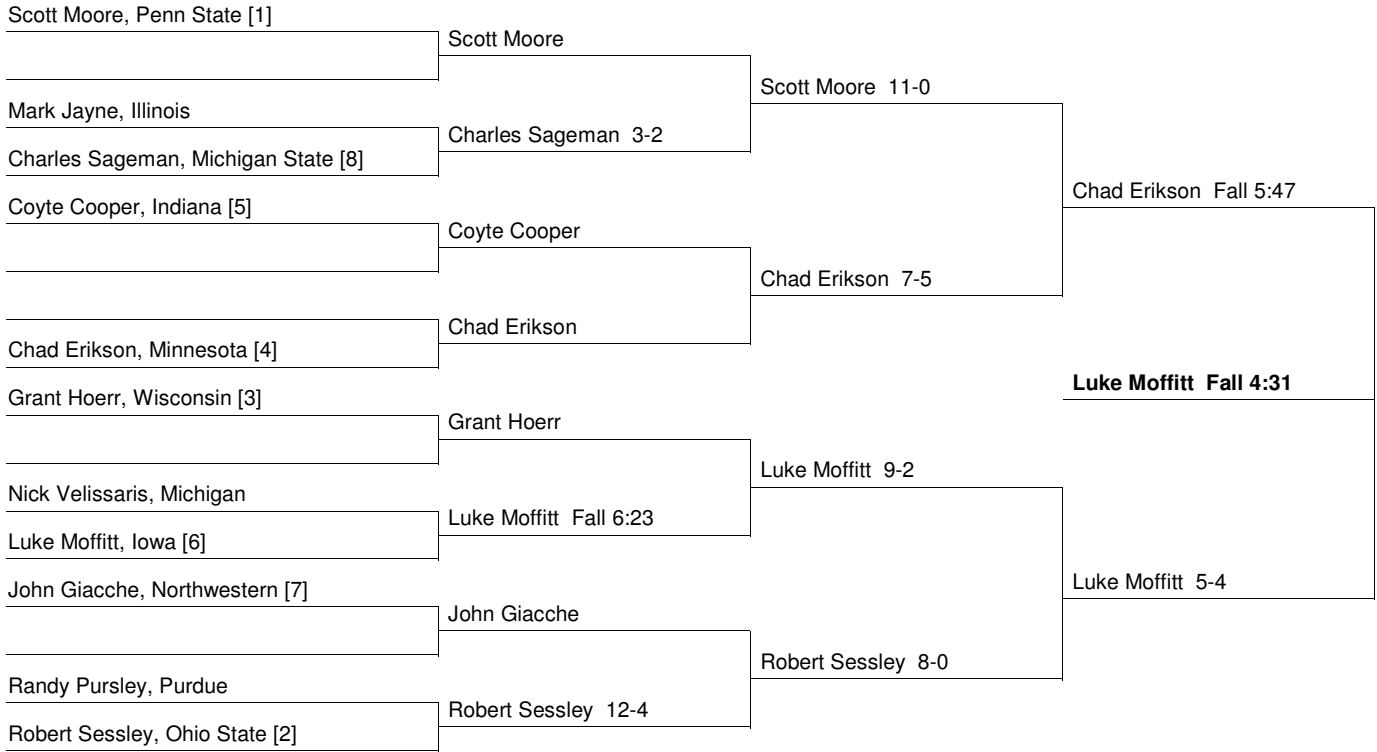 Scott Moore, Penn State [1]
Scott Moore
Scott Moore 11-0
Mark Jayne, Illinois
Charles Sageman 3-2
Charles Sageman, Michigan State [8]
Chad Erikson Fall 5:47
Coyte Cooper, Indiana [5]
Coyte Cooper
Chad Erikson 7-5
Chad Erikson
Chad Erikson, Minnesota [4]
Luke Moffitt Fall 4:31
Grant Hoerr, Wisconsin [3]
Grant Hoerr
Luke Moffitt 9-2
Nick Velissaris, Michigan
Luke Moffitt Fall 6:23
Luke Moffitt, Iowa [6]
Luke Moffitt 5-4
John Giacche, Northwestern [7]
John Giacche
Robert Sessley 8-0
Randy Pursley, Purdue
Robert Sessley 12-4
Robert Sessley, Ohio State [2]